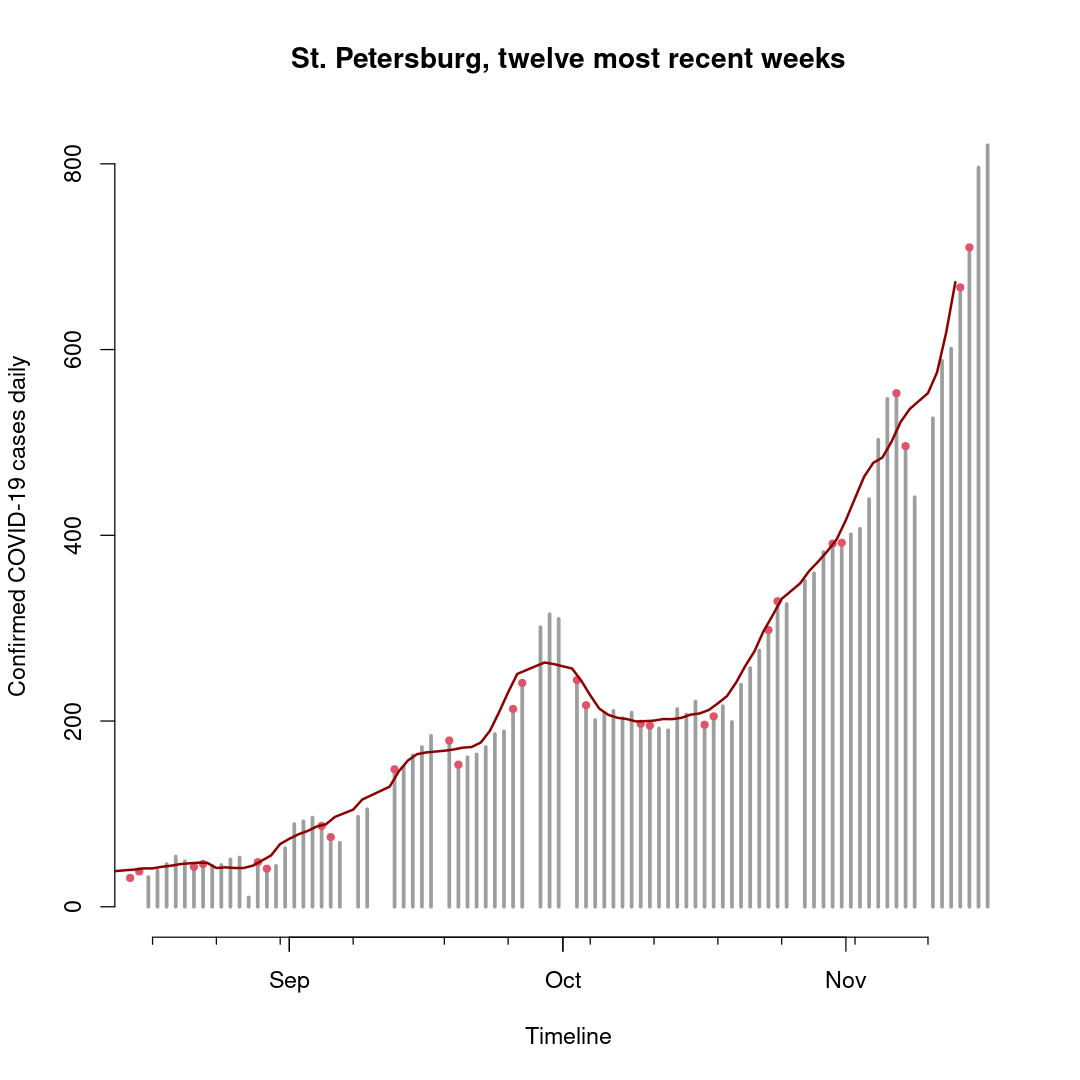 St. Petersburg, twelve most recent weeks
Confirmed COVID-19 cases daily
800
600
400
200
0
Sep Oct Nov
Timeline